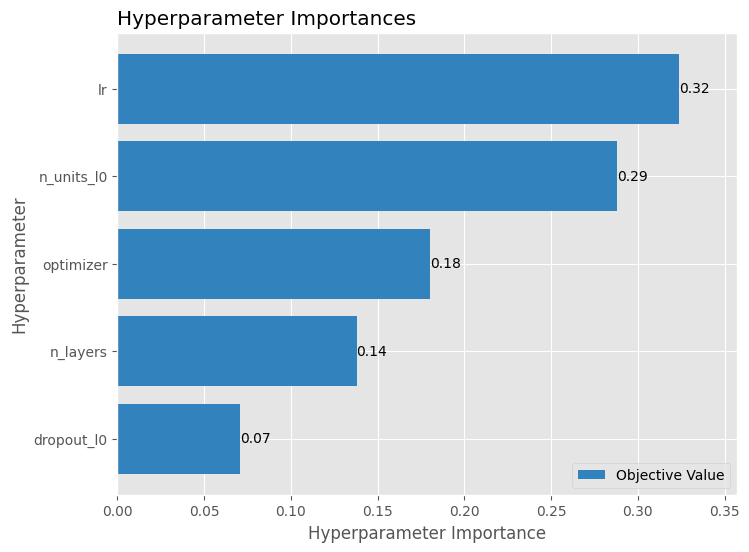 Hyperparameter Importances
Hyperparameter
lr
0.32
n_units_l0
0.29
optimizer
0.18
n_layers
0.14
dropout_l0
0.07
Objective Value
0.00 0.05 0.10 0.15 0.20 0.25 0.30 0.35
Hyperparameter Importance